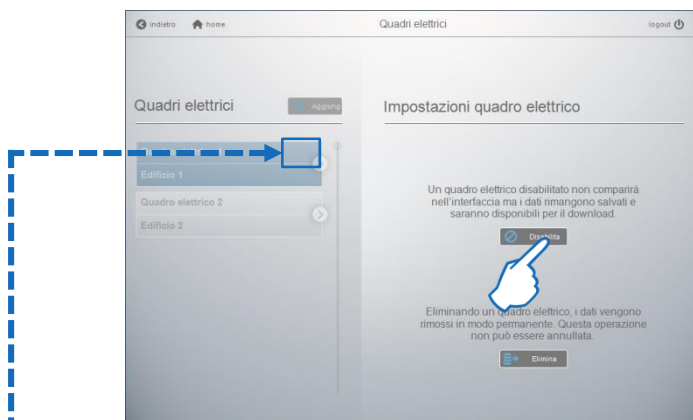 indietro home Quadri elettrici logout
Quadri elettrici
Impostazioni quadro elettrico
Edificio 1
Quadro elettrico 2
Edificio 2
Un quadro elettrico disabilitato non comparirà
nell'interfaccia ma i dati rimangono salvati e
saranno disponibili per il download.
Disabilita
Eliminando un quadro elettrico, i dati vengono
rimossi in modo permanente. Questa operazione
non può essere annullata.
Elimina